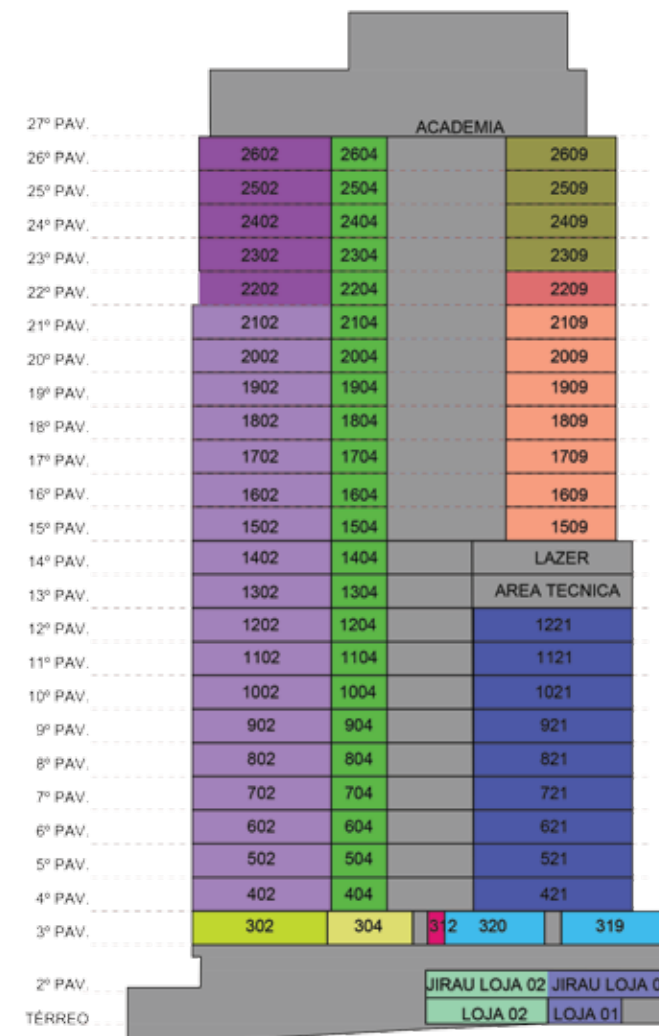 27º PAV. ACADEMIA
26º PAV. 2602 2604 2609
25º PAV. 2502 2504 2509
24º PAV. 2402 2404 2409
23º PAV. 2302 2304 2309
22º PAV. 2202 2204 2209
21º PAV. 2102 2104 2109
20º PAV. 2002 2004 2009
19º PAV. 1902 1904 1909
18º PAV. 1802 1804 1809
17º PAV. 1702 1704 1709
16º PAV. 1602 1604 1609
15º PAV. 1502 1504 1509
14º PAV. 1402 1404 LAZER
13º PAV. 1302 1304 AREA TECNICA
12º PAV. 1202 1204 1221
11º PAV. 1102 1104 1121
10º PAV. 1002 1004 1021
9º PAV. 902 904 921
8º PAV. 802 804 821
7º PAV. 702 704 721
6º PAV. 602 604 621
5º PAV. 502 504 521
4º PAV. 402 404 421
3º PAV. 302 304 312 320 319
2º PAV. JIRAU LOJA 02 JIRAU LOJA
TÉRREO LOJA 02 LOJA 01